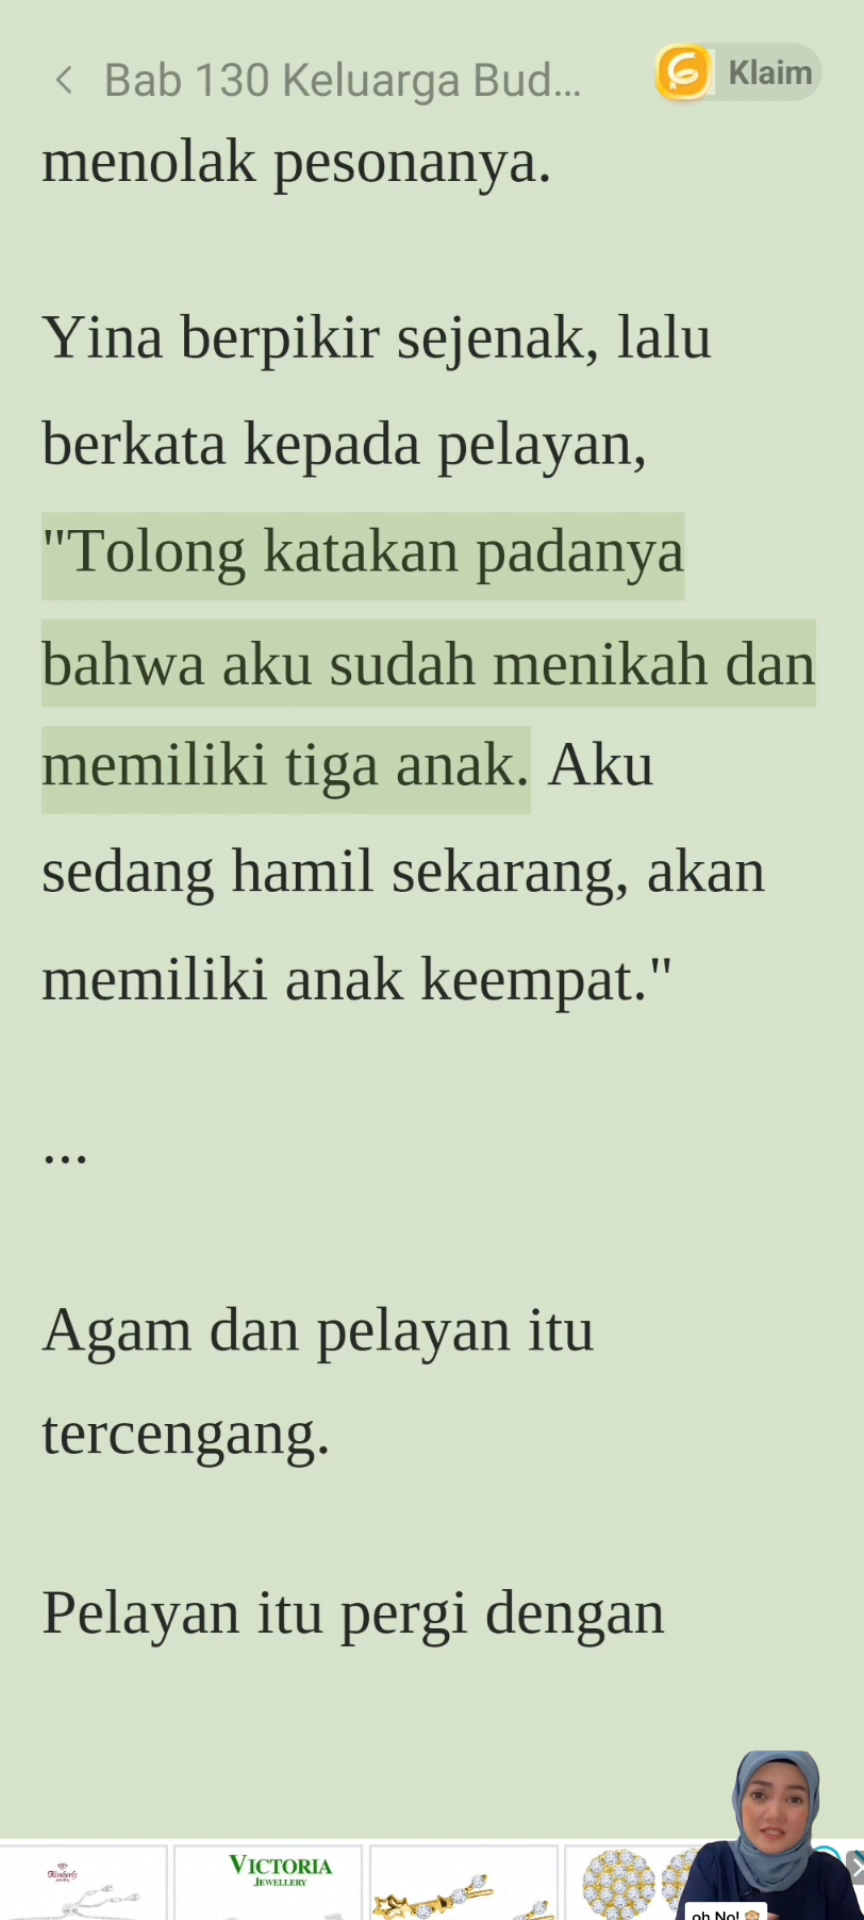 Bab 130 Keluarga Bud...
Klaim
menolak pesonanya.
Yina berpikir sejenak, lalu
berkata kepada pelayan,
"Tolong katakan padanya
bahwa aku sudah menikah dan
memiliki tiga anak. Aku
sedang hamil sekarang, akan
memiliki anak keempat."
...
Agam dan pelayan itu
tercengang.
Pelayan itu pergi dengan
VICTORIA
JEWELLERY
oh No!